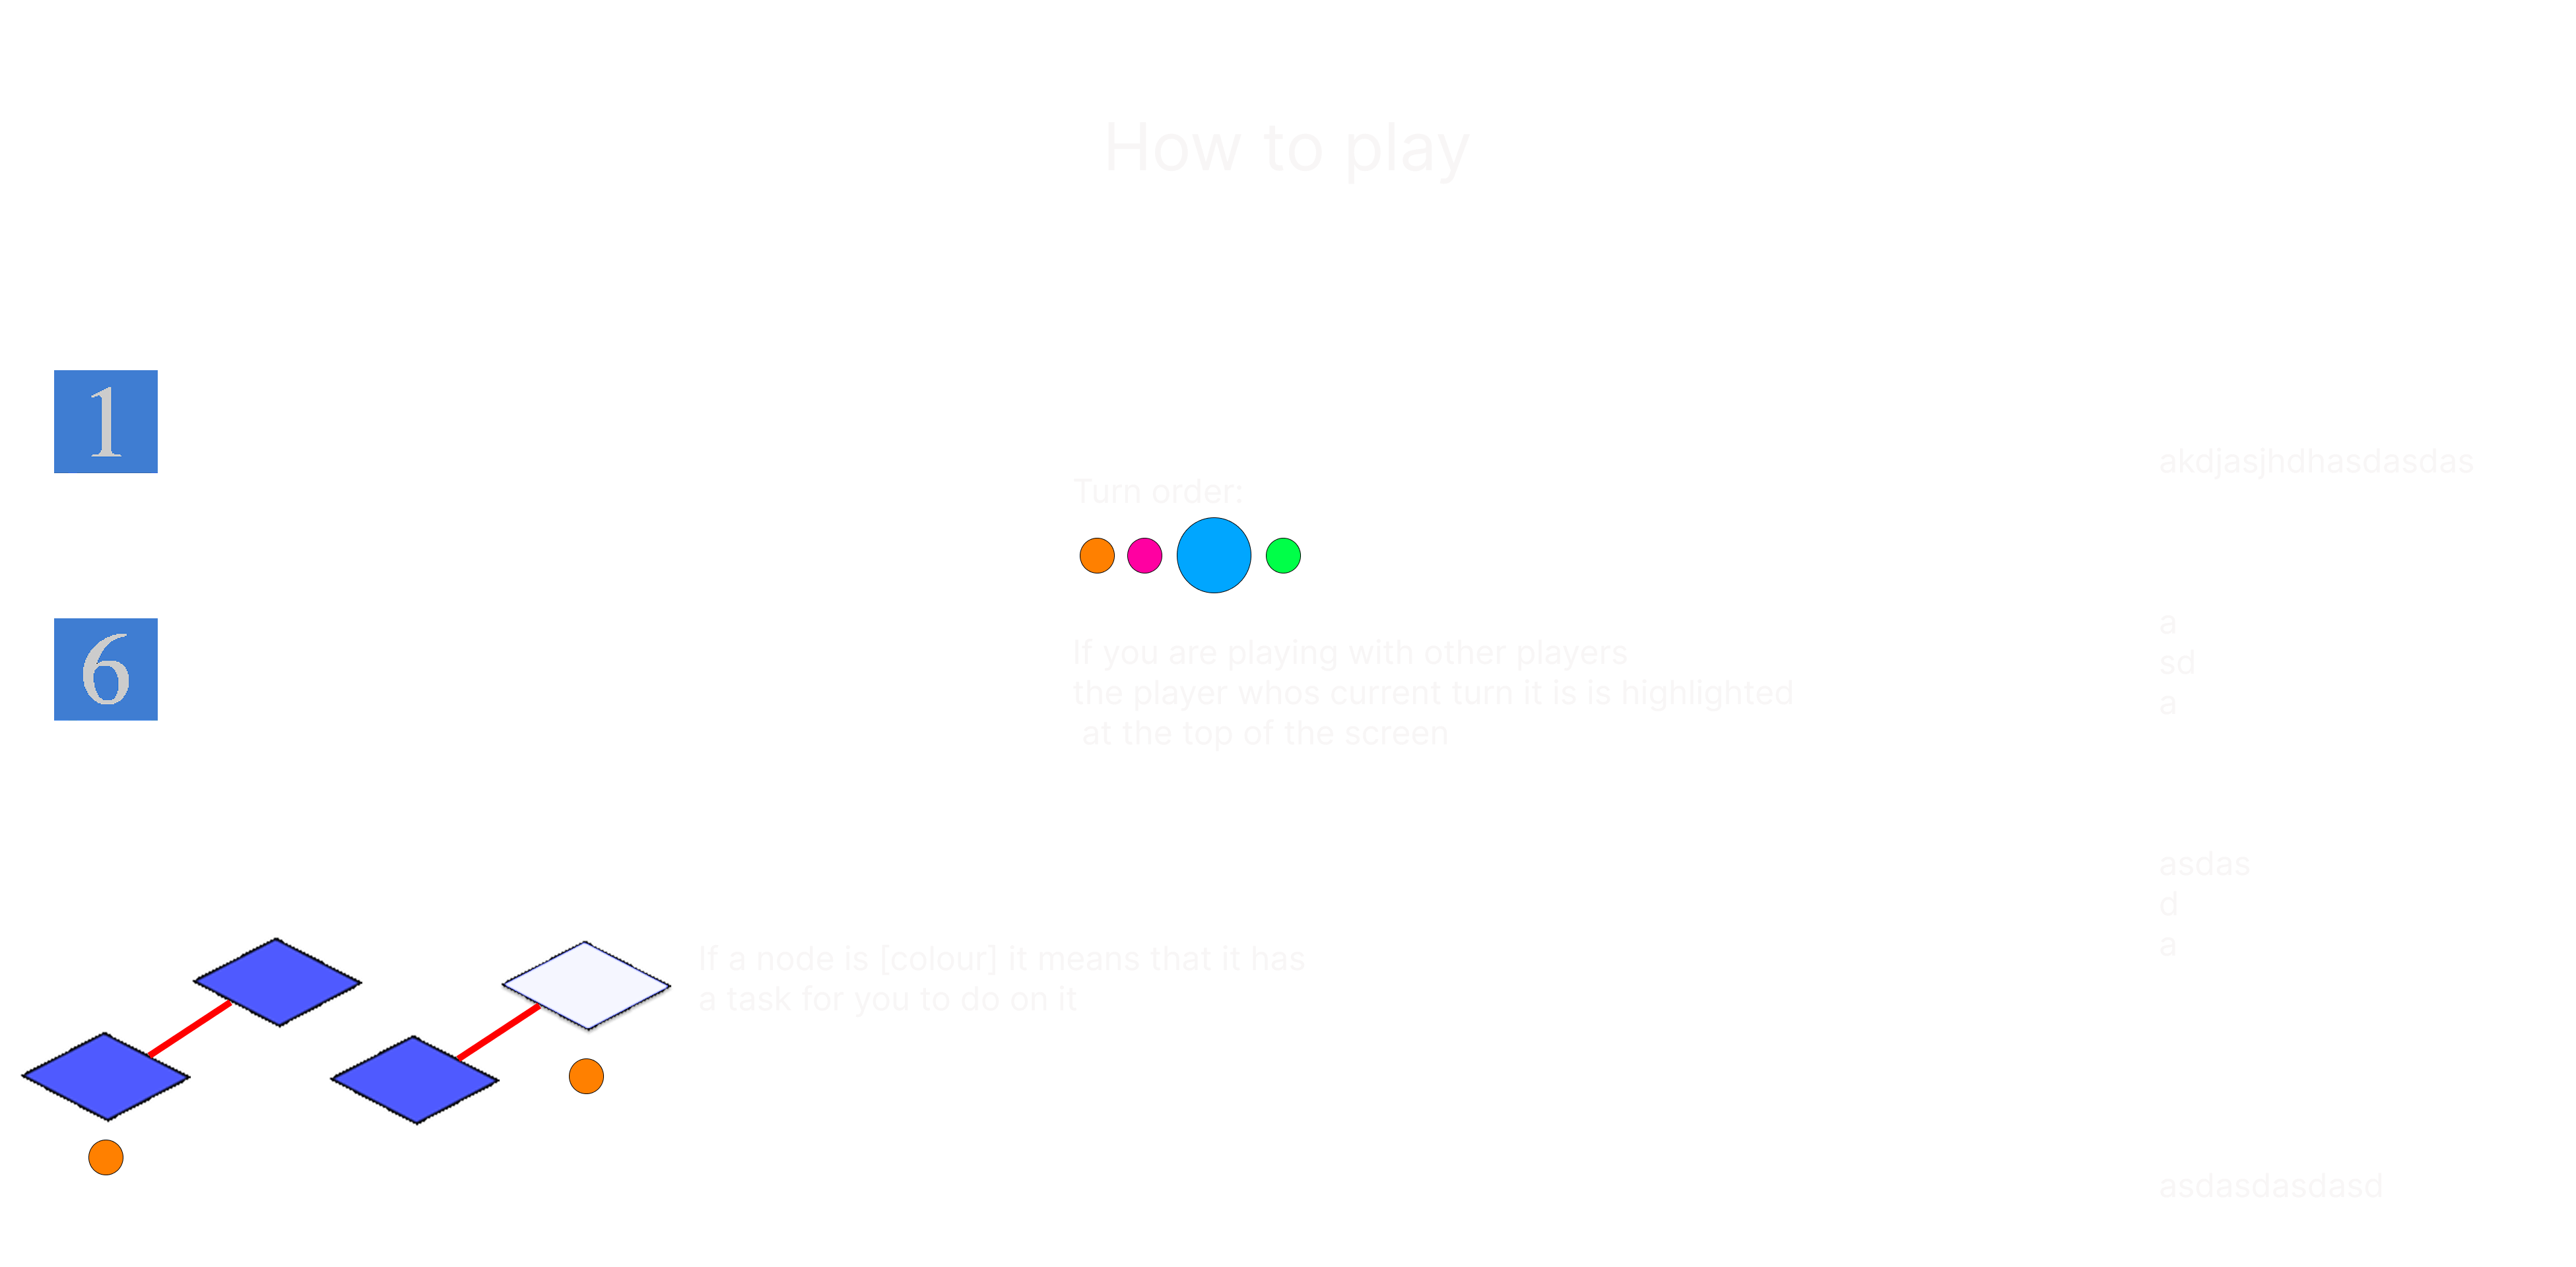 How to play
1
6
Turn order:
If you are playing with other players
the player whos current turn it is is highlighted
at the top of the screen
If a node is [colour] it means that it has
a task for you to do on it
akdjasjhdhasdasdas
a
sd
a
asdas
d
a
asdasdasdasd